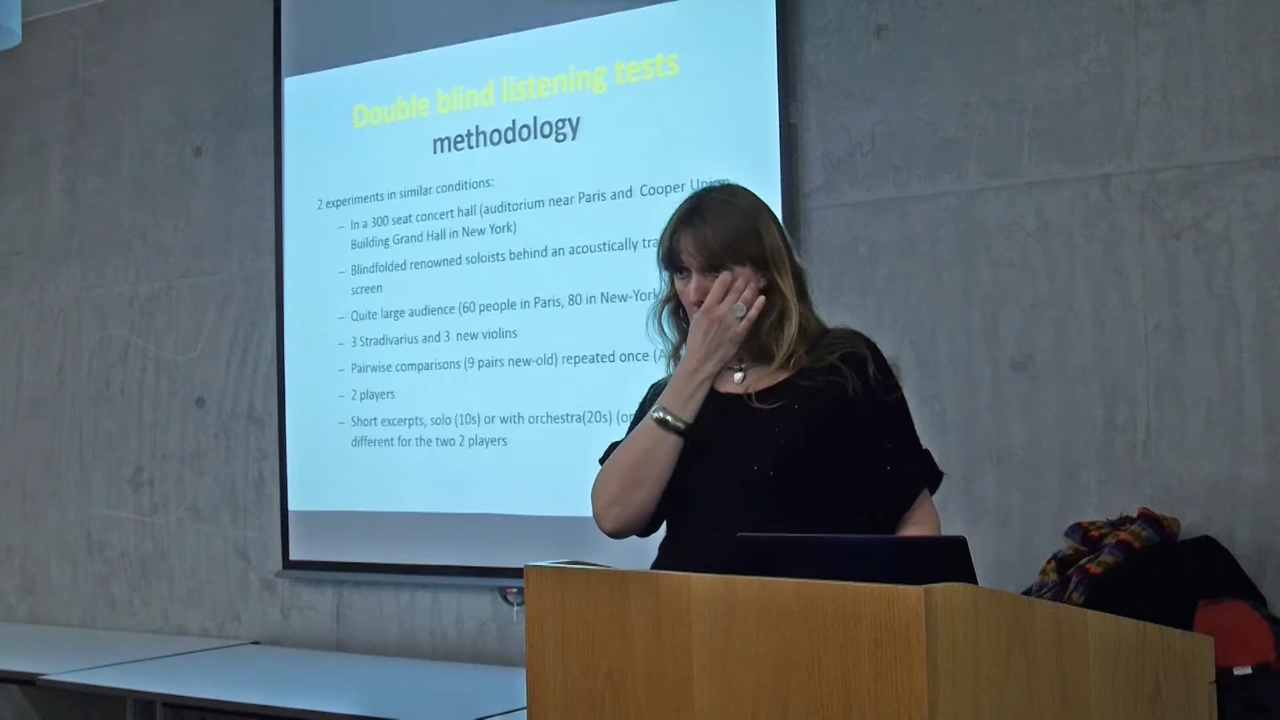 Double blind listening tests
methodology
2 experiments in similar conditions:
– In a 300 seat concert hall (auditorium near Paris and Cooper Union
Building Grand Hall in New York)
– Blindfolded renowned soloists behind an acoustically
screen
– Quite large audience (60 people in Paris, 80 in New-York
– 3 Stradivarius and 3 new violins
– Pairwise comparisons (9 pairs new-old) repeated once (
– 2 players
– Short excerpts, solo (10s) or with orchestra(20s)
different for the two 2 players